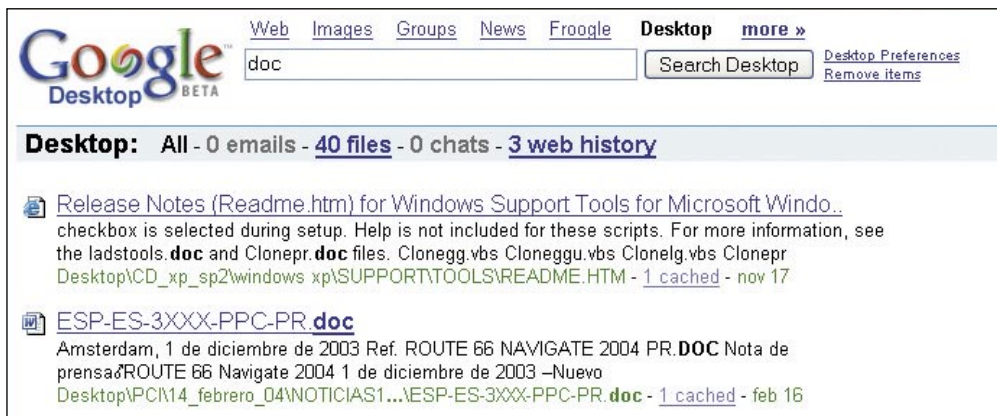 Web Images Groups News Froogle Desktop more »
Google™
Desktop BETA
doc
Search Desktop
Desktop Preferences
Remove items
Desktop: All - 0 emails - 40 files - 0 chats - 3 web history
Release Notes (Readme.htm) for Windows Support Tools for Microsoft Windo..
checkbox is selected during setup. Help is not included for these scripts. For more information, see
the ladstools.doc and Clonepr.doc files. Clonegg.vbs Cloneggu.vbs Clonelg.vbs Clonepr
Desktop\CD_xp_sp2\windows xp\SUPPORT\TOOLS\README.HTM - 1 cached - nov 17
ESP-ES-3XXX-PPC-PR.doc
Amsterdam, 1 de diciembre de 2003 Ref. ROUTE 66 NAVIGATE 2004 PR.DOC Nota de
prensa♂ROUTE 66 Navigate 2004 1 de diciembre de 2003 –Nuevo
Desktop\PCI\14_febrero_04\NOTICIAS1...\ESP-ES-3XXX-PPC-PR.doc - 1 cached - feb 16